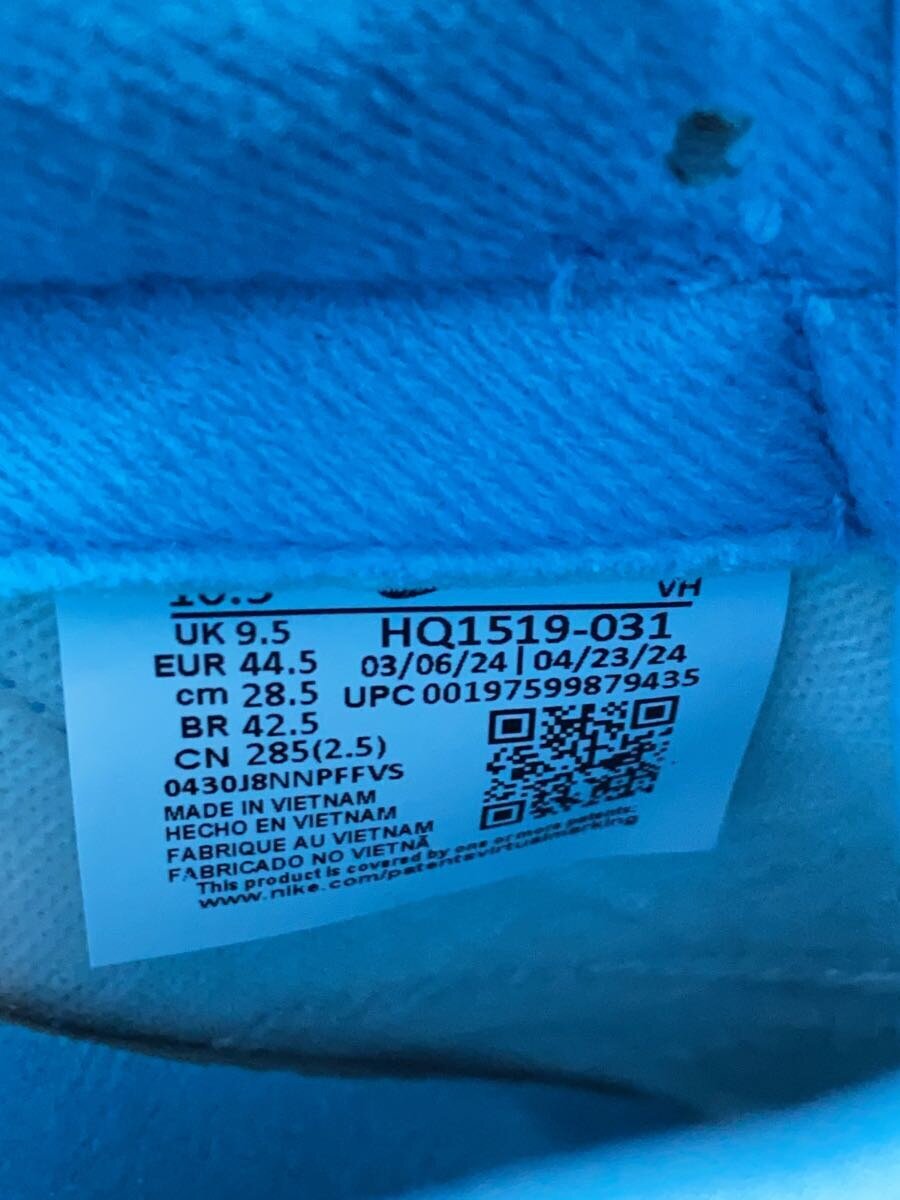 10.5 VH
UK 9.5 HQ1519-031
EUR 44.5 03/06/24 | 04/23/24
cm 28.5 UPC 00197599879435
BR 42.5
CN 285(2.5)
0430J8NNPFFVS
MADE IN VIETNAM
HECHO EN VIETNAM
FABRIQUE AU VIETNAM
FABRICADO NO VIETNÃ
This product is covered by one or more patents.
www.nike.com/patentsvirtualmarking